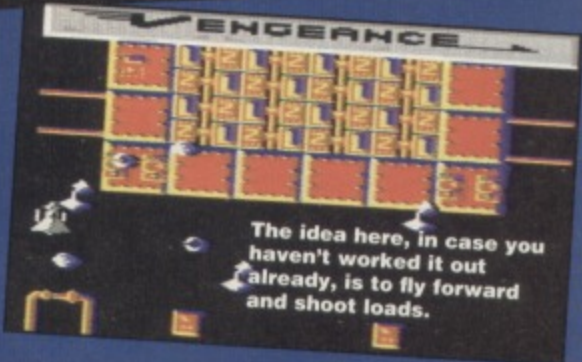 VENGEANCE
The idea here, in case you
haven't worked it out
already, is to fly forward
and shoot loads.